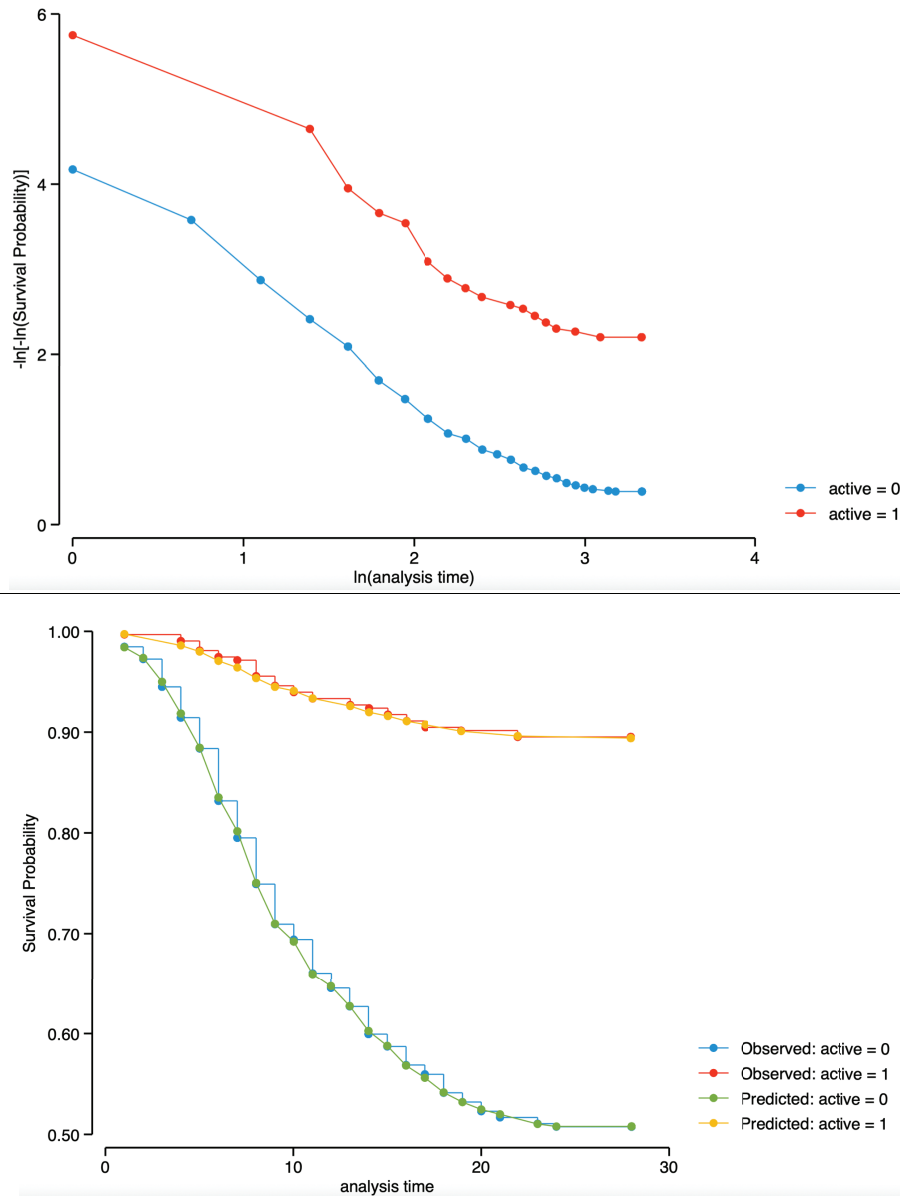 6
4
2
0
-ln[-ln(Survival Probability)]
0 1 2 3 4
ln(analysis time)
active = 0
active = 1
1.00
0.90
0.80
0.70
0.60
0.50
Survival Probability
0 10 20 30
analysis time
Observed: active = 0
Observed: active = 1
Predicted: active = 0
Predicted: active = 1